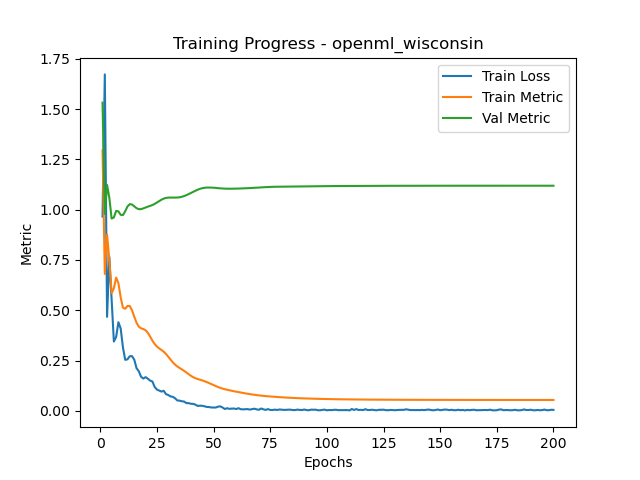 Training Progress - openml_wisconsin
1.75
1.50
1.25
1.00
0.75
0.50
0.25
0.00
Metric
Train Loss
Train Metric
Val Metric
0 25 50 75 100 125 150 175 200
Epochs